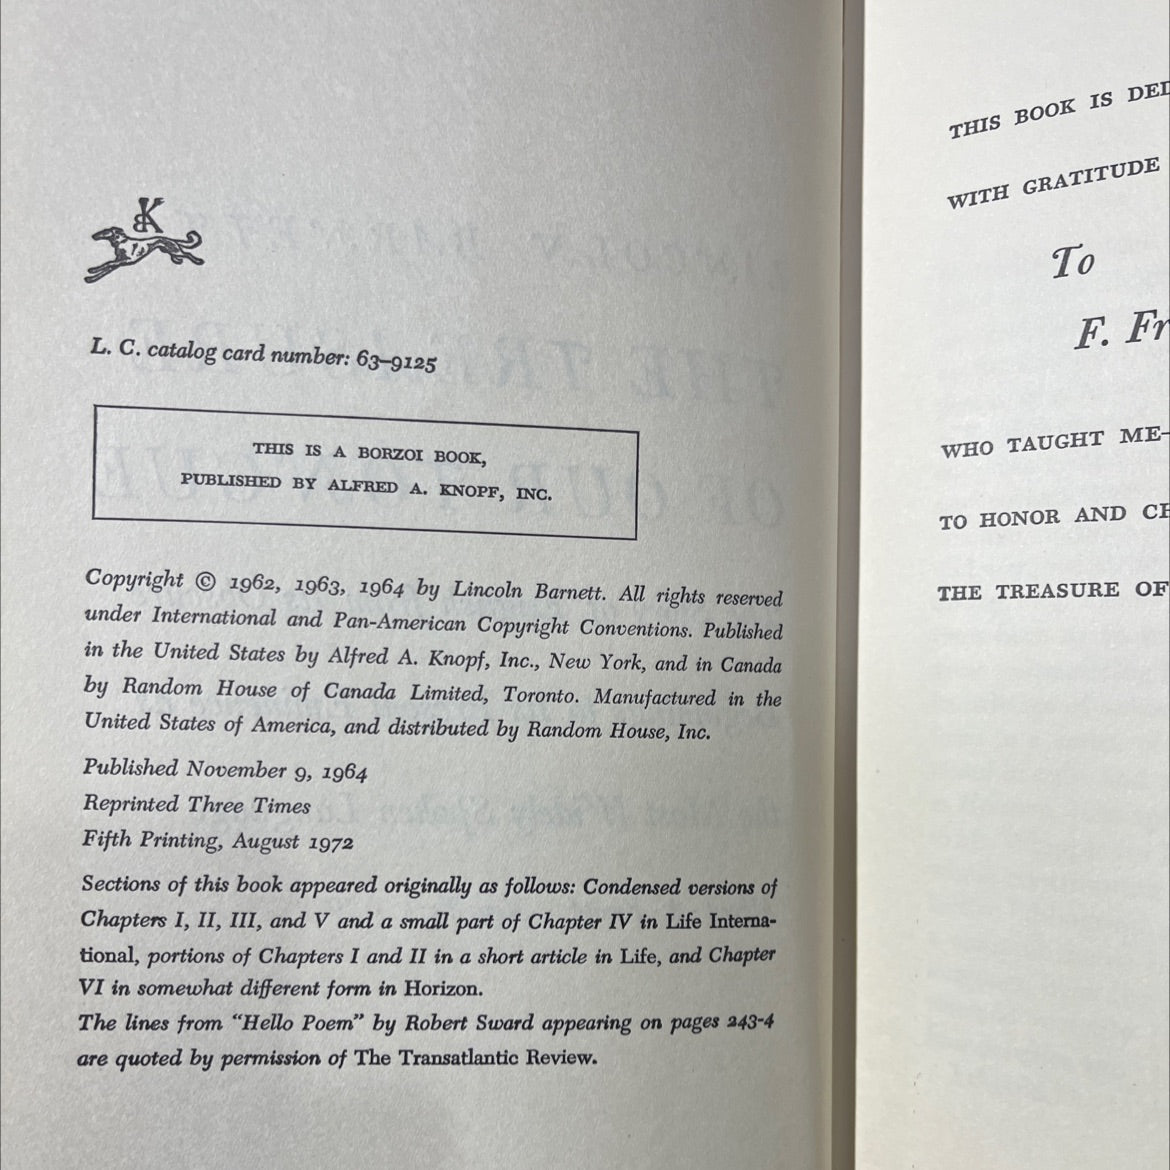 BK
L. C. catalog card number: 63–9125
THIS IS A BORZOI BOOK,
PUBLISHED BY ALFRED A. KNOPF, INC.
Copyright © 1962, 1963, 1964 by Lincoln Barnett. All rights reserved
under International and Pan-American Copyright Conventions. Published
in the United States by Alfred A. Knopf, Inc., New York, and in Canada
by Random House of Canada Limited, Toronto. Manufactured in the
United States of America, and distributed by Random House, Inc.
Published November 9, 1964
Reprinted Three Times
Fifth Printing, August 1972
Sections of this book appeared originally as follows: Condensed versions of
Chapters I, II, III, and V and a small part of Chapter IV in Life Interna-
tional, portions of Chapters I and II in a short article in Life, and Chapter
VI in somewhat different form in Horizon.
The lines from “Hello Poem” by Robert Sward appearing on pages 243-4
are quoted by permission of The Transatlantic Review.
THIS BOOK IS DED
WITH GRATITUDE
To
F. Fr
WHO TAUGHT ME—
TO HONOR AND CH
THE TREASURE OF